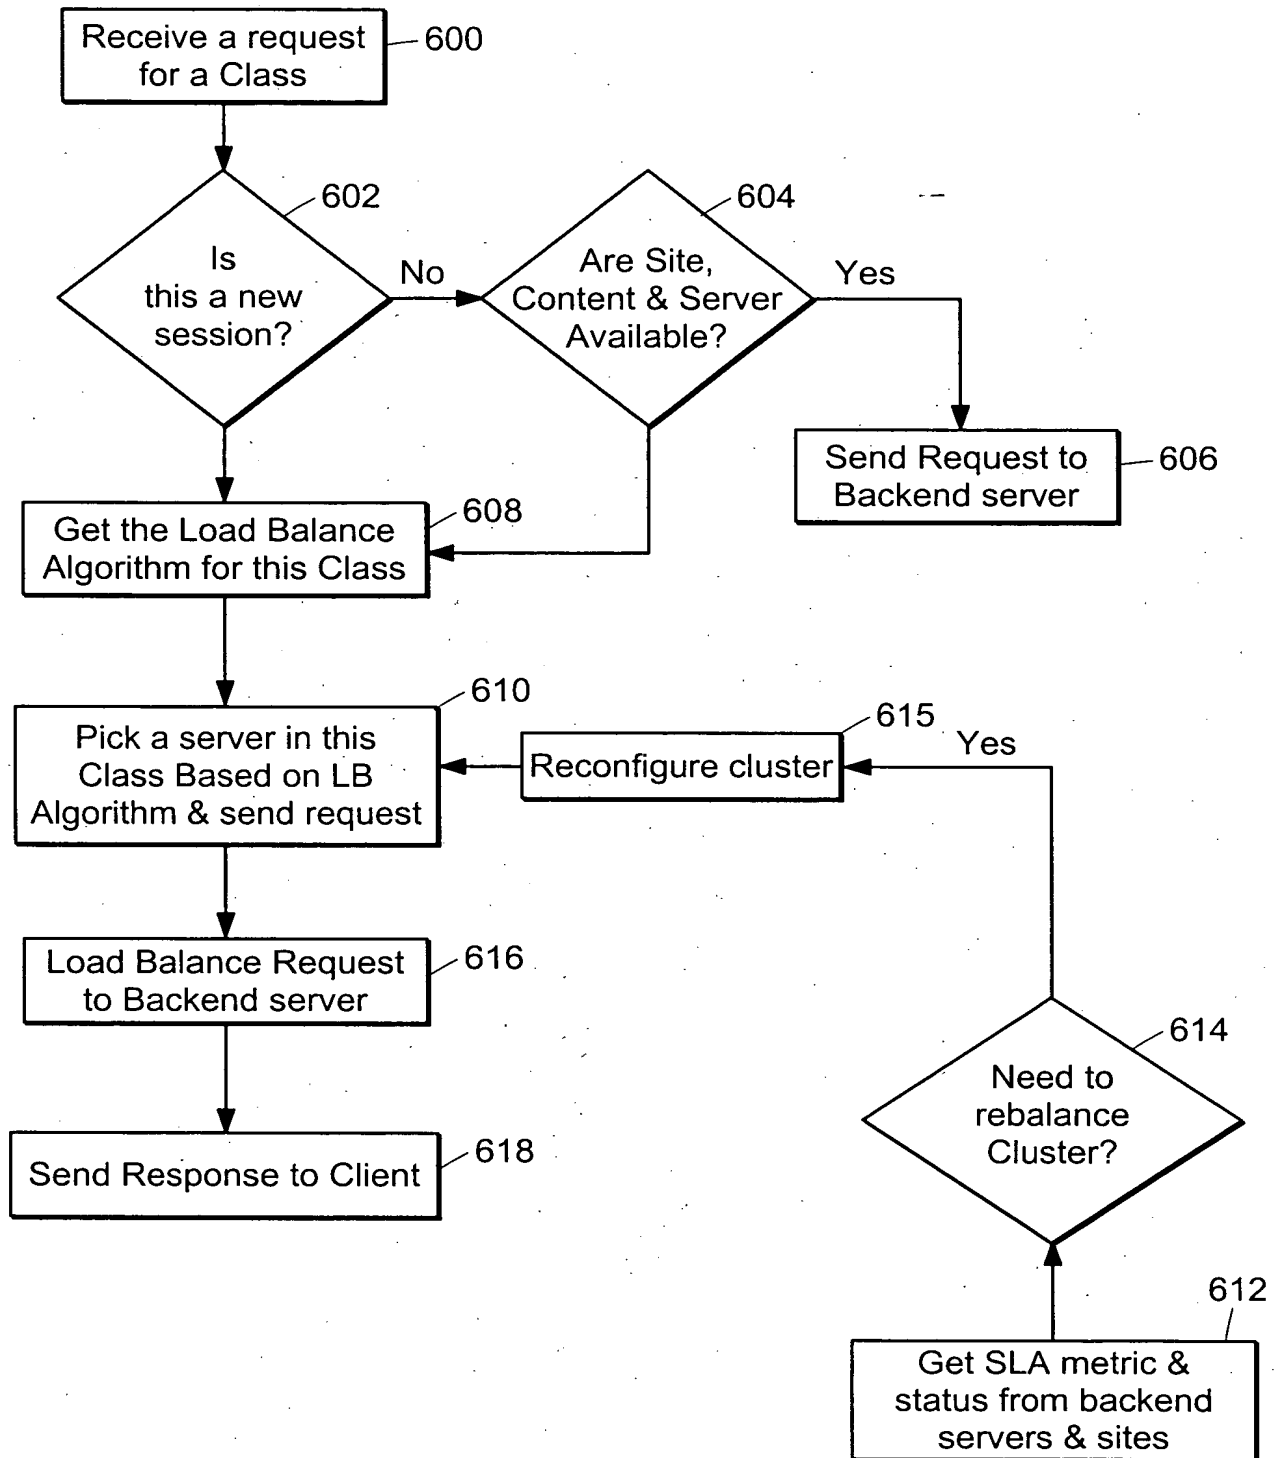 Receive a request
for a Class
600
602
Is
this a new
session?
No
604
Are Site,
Content & Server
Available?
Yes
Send Request to
Backend server
606
608
Get the Load Balance
Algorithm for this Class
610
Pick a server in this
Class Based on LB
Algorithm & send request
615
Reconfigure cluster
Yes
616
Load Balance Request
to Backend server
614
Need to
rebalance
Cluster?
618
Send Response to Client
612
Get SLA metric &
status from backend
servers & sites